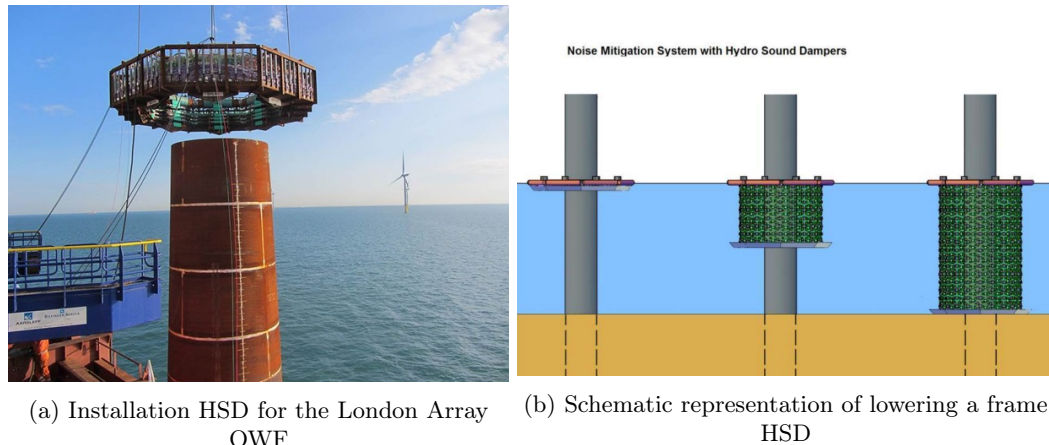 Noise Mitigation System with Hydro Sound Dampers
(a) Installation HSD for the London Array
OWF
(b) Schematic representation of lowering a frame
HSD